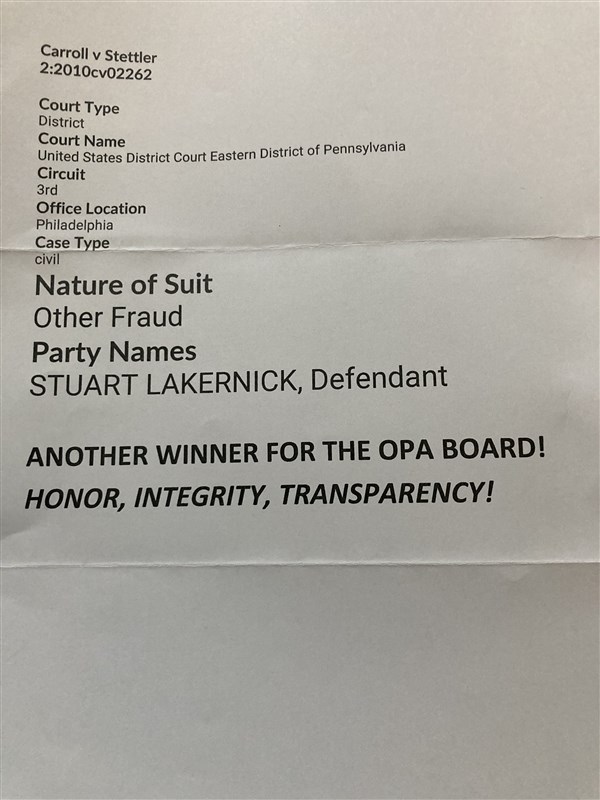 Carroll v Stettler
2:2010cv02262
Court Type
District
Court Name
United States District Court Eastern District of Pennsylvania
Circuit
3rd
Office Location
Philadelphia
Case Type
civil
Nature of Suit
Other Fraud
Party Names
STUART LAKERNICK, Defendant
ANOTHER WINNER FOR THE OPA BOARD!
HONOR, INTEGRITY, TRANSPARENCY!